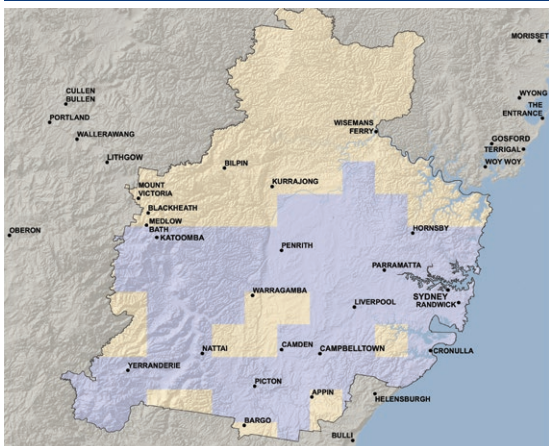 MORISSET
CULLEN
BULLEN
WYONG
THE
ENTRANCE
PORTLAND
WISEMANS
FERRY
WALLERAWANG
GOSFORD
TERRIGAL
LITHGOW
BILPIN
WOY WOY
MOUNT
VICTORIA
KURRAJONG
BLACKHEATH
MEDLOW
BATH
OBERON
KATOOMBA
HORNSBY
PENRITH
PARRAMATTA
WARRAGAMBA
SYDNEY
RANDWICK
LIVERPOOL
NATTAI
CAMDEN
CAMPBELLTOWN
CRONULLA
YERRANDERIE
PICTON
APPIN
HELENSBURGH
BARGO
BULLI